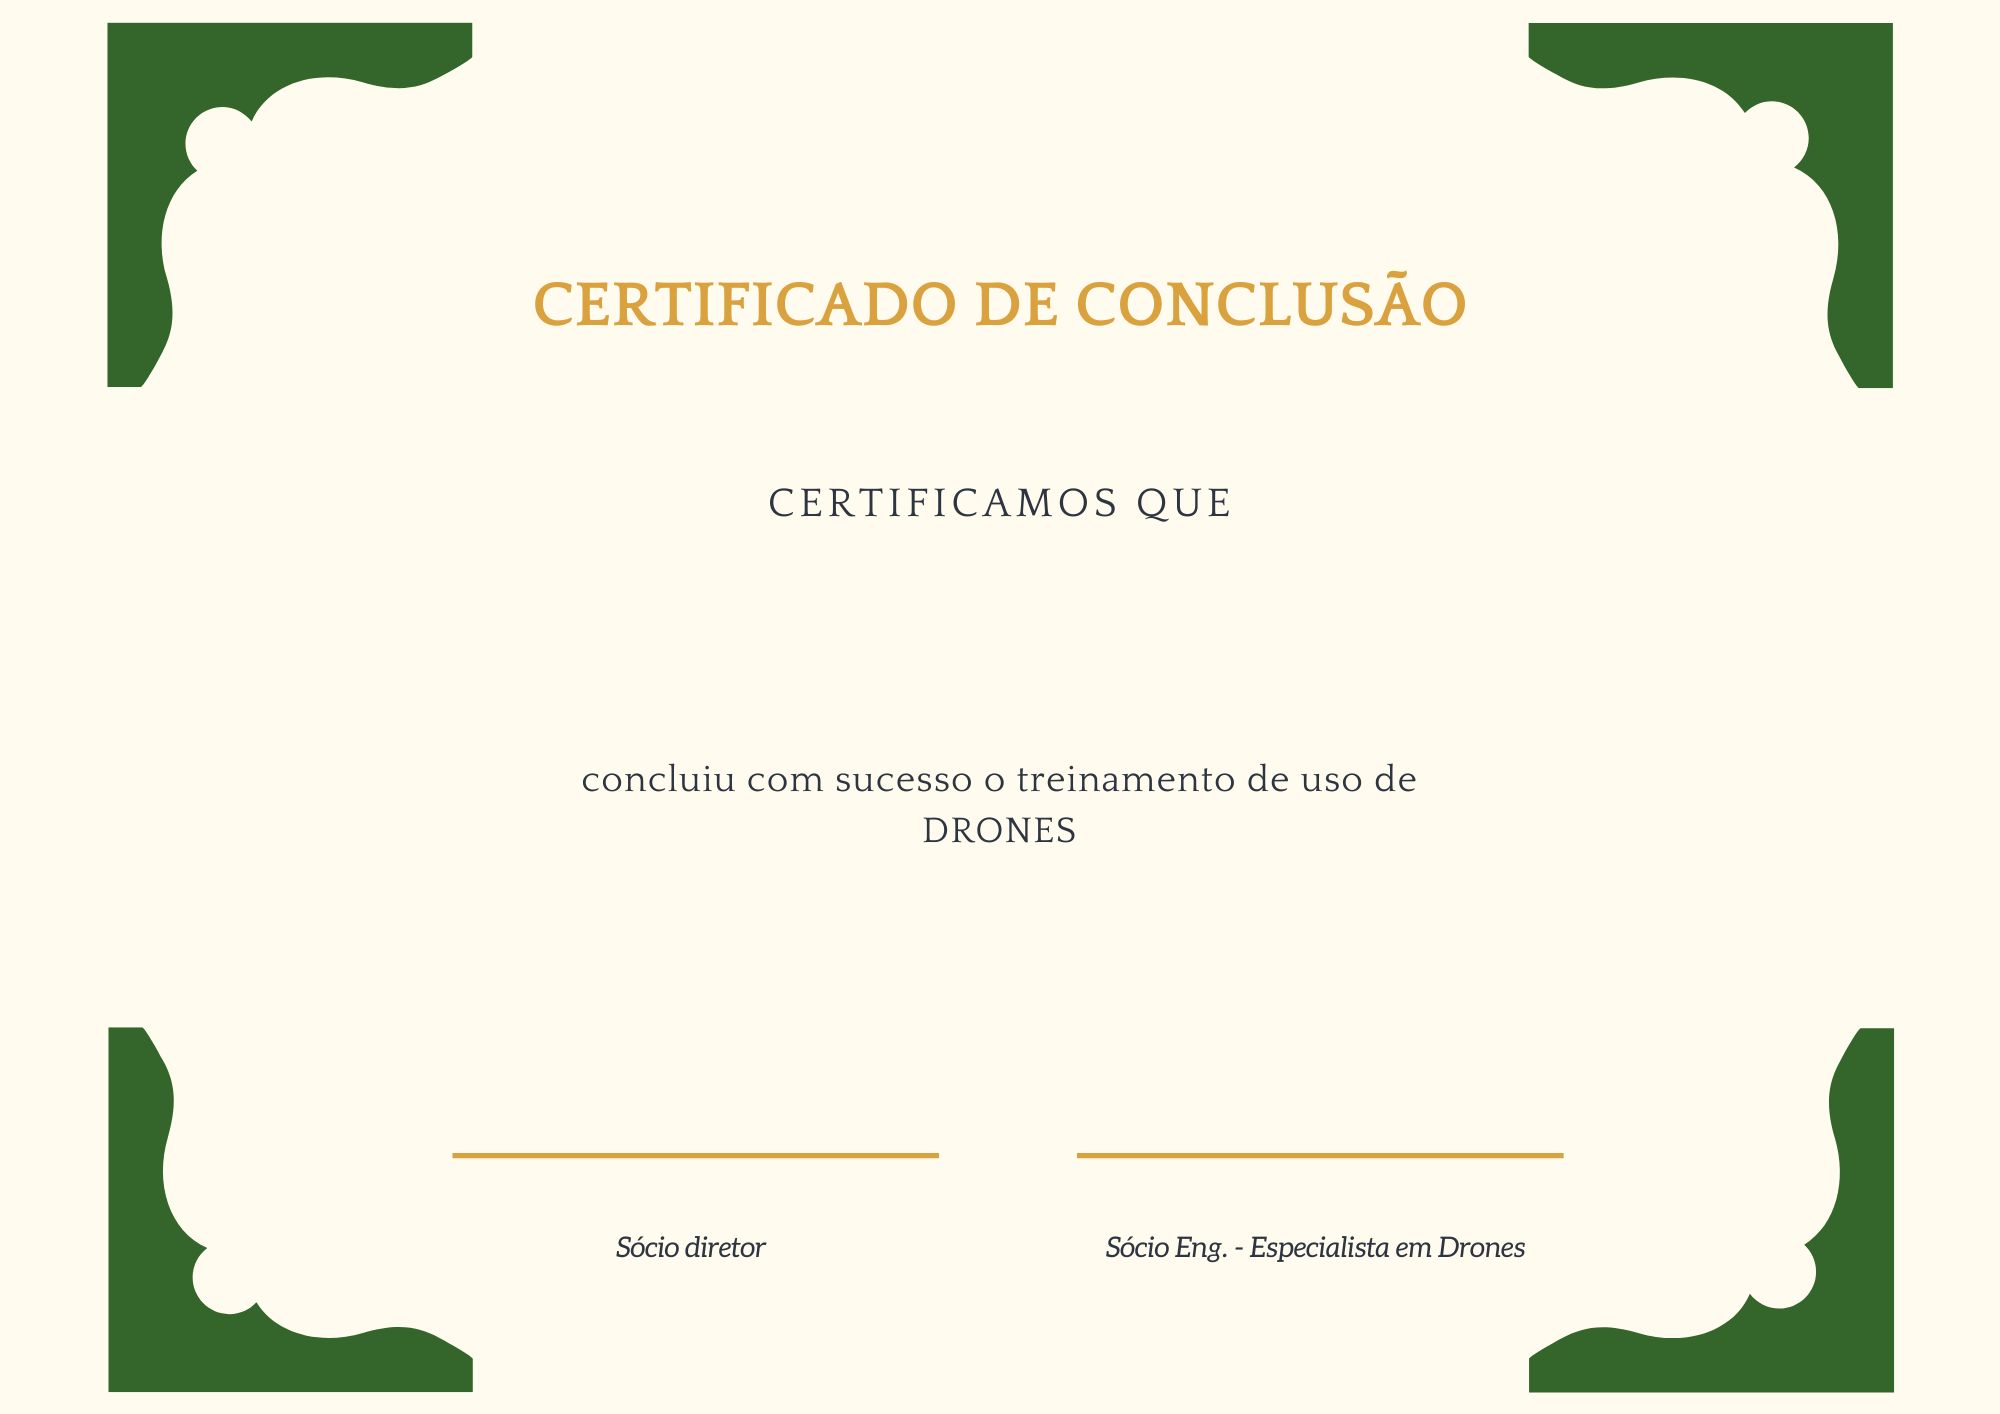 CERTIFICADO DE CONCLUSÃO
CERTIFICAMOS QUE
concluiu com sucesso o treinamento de uso de
DRONES
Sócio diretor
Sócio Eng. - Especialista em Drones